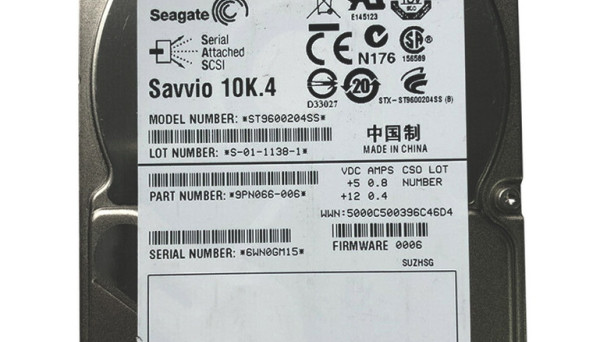 Seagate
Serial
Attached
SCSI
E145123
N176
156589
Savvio 10K.4
D33027
20
STX-ST9600204SS (B)
MODEL NUMBER: *ST9600204SS*
中国制
MADE IN CHINA
LOT NUMBER: *S-01-1138-1*
VDC AMPS CSO LOT
+5 0.8 NUMBER
+12 0.4
PART NUMBER: *9PN066-006*
WWN:5000C500396C46D4
FIRMWARE 0006
SERIAL NUMBER: *6WN0GM15*
SUZHSG